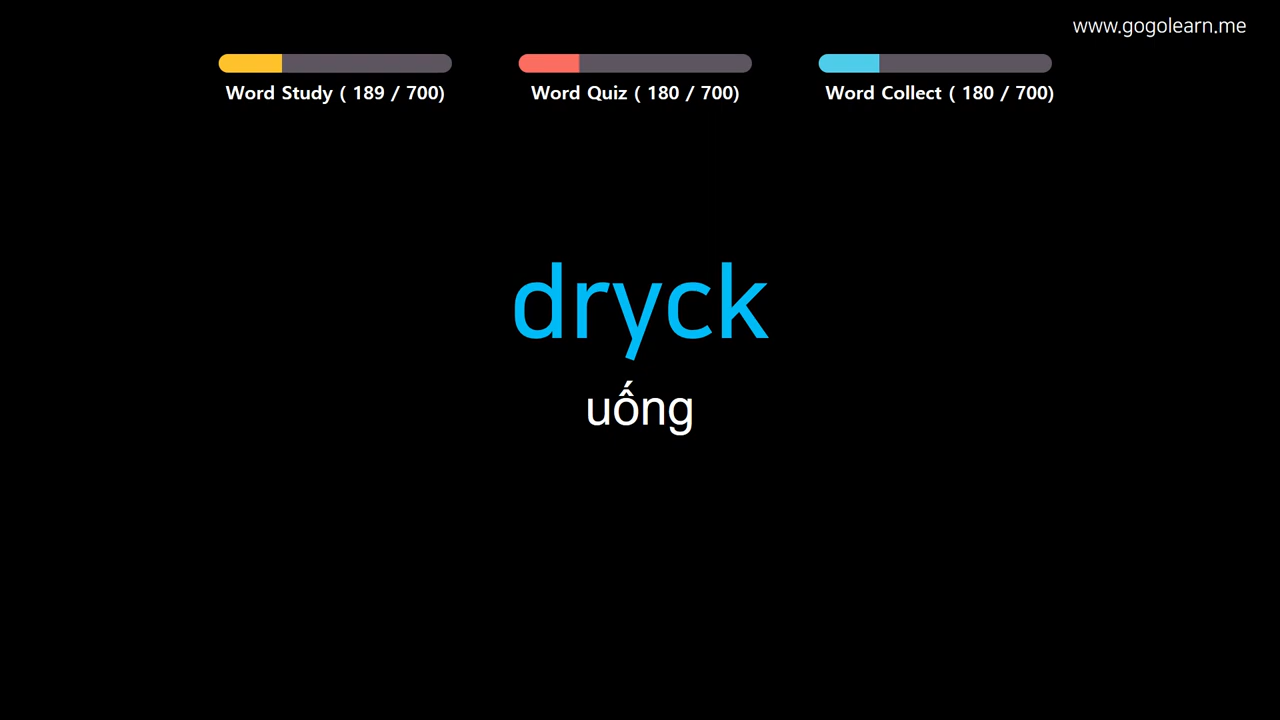 www.gogolearn.me
Word Study ( 189 / 700)
Word Quiz ( 180 / 700)
Word Collect ( 180 / 700)
dryck
uống